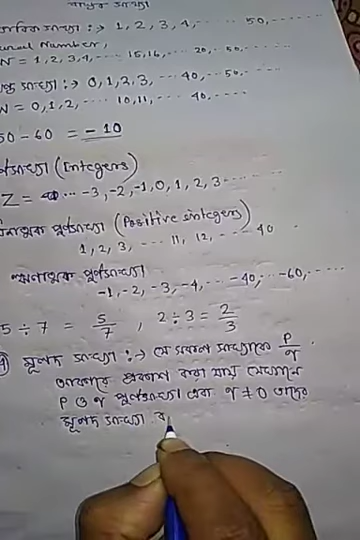 বাস্তব সংখ্যা
সংখ্যা :→ 1, 2, 3, 4, ...... 50, ......
Number,
N = 1, 2, 3, 4, ..... 15, 16, ... 20, .. 50, ....
সংখ্যা :→ 0, 1, 2, 3, .... 40, ... 50, ...
N = 0, 1, 2, .... 10, 11, .... 40, ....
50 - 60 = - 10
পূর্ণসংখ্যা (Integers)
Z = .... -3, -2, -1, 0, 1, 2, 3 ......
পূর্ণসংখ্যা (Positive integers)
1, 2, 3, .... 11, 12, ...... 40
ঋণাত্মক পূর্ণসংখ্যা
-1, -2, -3, -4, .... -40, .. -60, ....
5 ÷ 7 = 5/7 , 2 ÷ 3 = 2/3
মূলদ সংখ্যা :→ যে সকল সংখ্যাকে P/q
আকারে প্রকাশ করা যায় যেখানে
P ও q পূর্ণসংখ্যা এবং q ≠ 0 তাদের
মূলদ সংখ্যা ব